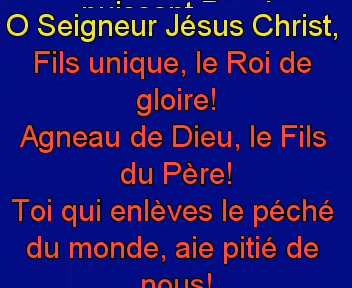 puissant
O Seigneur Jésus Christ,
Fils unique, le Roi de
gloire!
Agneau de Dieu, le Fils
du Père!
Toi qui enlèves le péché
du monde, aie pitié de
nous!